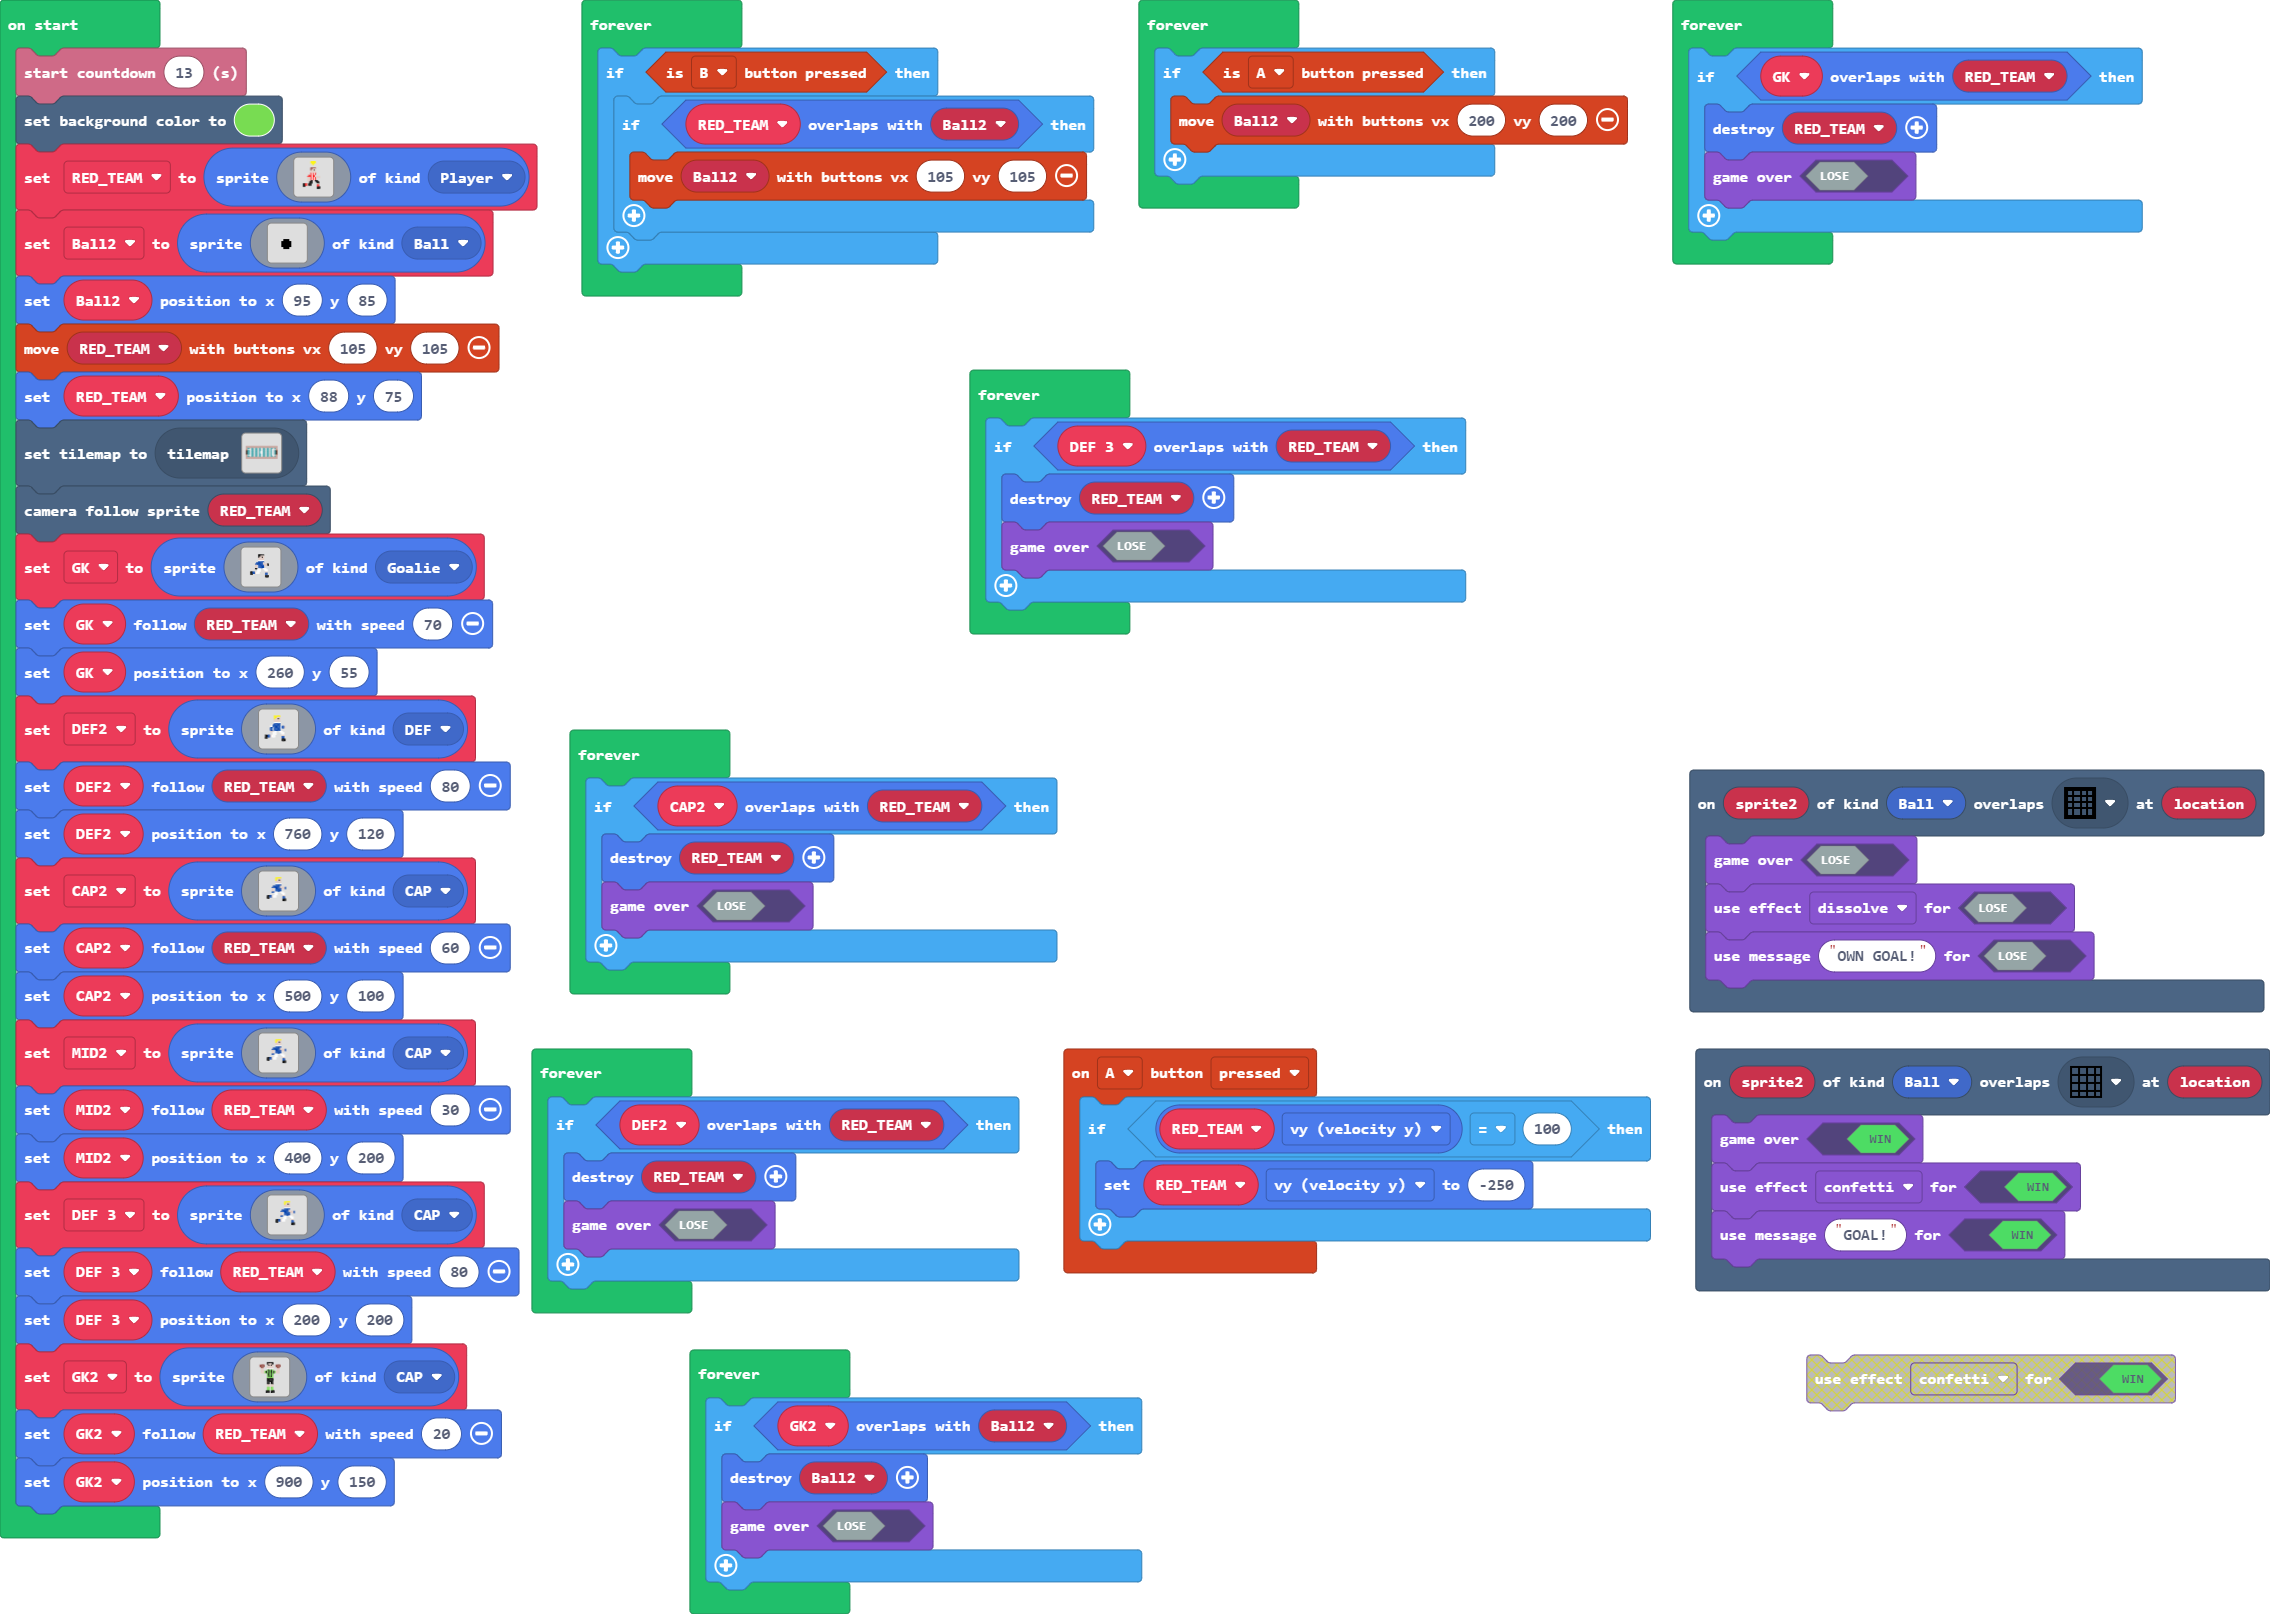 on start
start countdown 13 (s)
set background color to
set RED_TEAM to sprite of kind Player
set Ball2 to sprite of kind Ball
set Ball2 position to x 95 y 85
move RED_TEAM with buttons vx 105 vy 105
set RED_TEAM position to x 88 y 75
set tilemap to tilemap
camera follow sprite RED_TEAM
set GK to sprite of kind Goalie
set GK follow RED_TEAM with speed 70
set GK position to x 260 y 55
set DEF2 to sprite of kind DEF
set DEF2 follow RED_TEAM with speed 80
set DEF2 position to x 760 y 120
set CAP2 to sprite of kind CAP
set CAP2 follow RED_TEAM with speed 60
set CAP2 position to x 500 y 100
set MID2 to sprite of kind CAP
set MID2 follow RED_TEAM with speed 30
set MID2 position to x 400 y 200
set DEF 3 to sprite of kind CAP
set DEF 3 follow RED_TEAM with speed 80
set DEF 3 position to x 200 y 200
set GK2 to sprite of kind CAP
set GK2 follow RED_TEAM with speed 20
set GK2 position to x 900 y 150
forever
if is B button pressed then
if RED_TEAM overlaps with Ball2 then
move Ball2 with buttons vx 105 vy 105
forever
if is A button pressed then
move Ball2 with buttons vx 200 vy 200
forever
if GK overlaps with RED_TEAM then
destroy RED_TEAM
game over LOSE
forever
if DEF 3 overlaps with RED_TEAM then
destroy RED_TEAM
game over LOSE
forever
if CAP2 overlaps with RED_TEAM then
destroy RED_TEAM
game over LOSE
on sprite2 of kind Ball overlaps at location
game over LOSE
use effect dissolve for LOSE
use message "OWN GOAL!" for LOSE
forever
if DEF2 overlaps with RED_TEAM then
destroy RED_TEAM
game over LOSE
on A button pressed
if RED_TEAM vy (velocity y) = 100 then
set RED_TEAM vy (velocity y) to -250
on sprite2 of kind Ball overlaps at location
game over WIN
use effect confetti for WIN
use message "GOAL!" for WIN
use effect confetti for WIN
forever
if GK2 overlaps with Ball2 then
destroy Ball2
game over LOSE